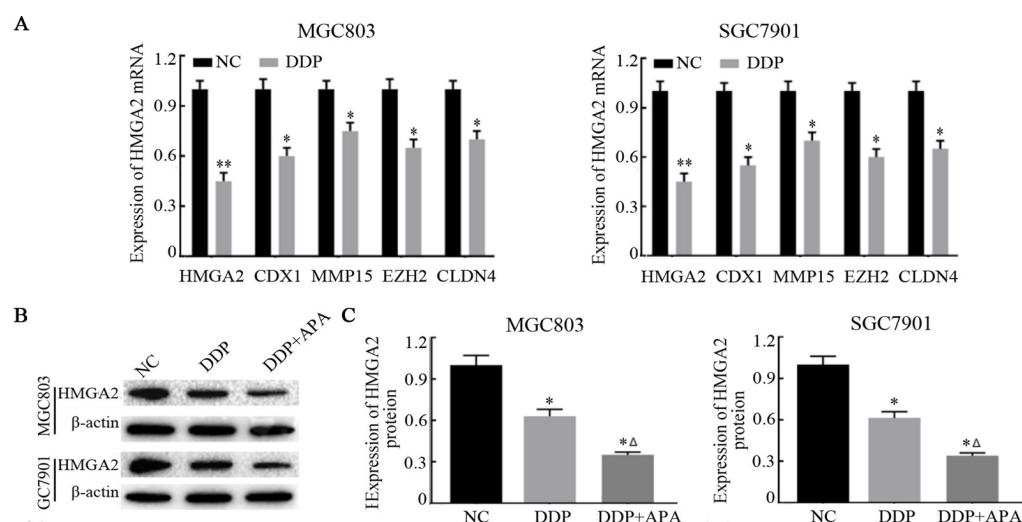 A
MGC803
SGC7901
Expression of HMGA2 mRNA
1.2
0.9
0.6
0.3
0
NC DDP
** * * * *
HMGA2 CDX1 MMP15 EZH2 CLDN4
Expression of HMGA2 mRNA
1.2
0.9
0.6
0.3
0
NC DDP
** * * * *
HMGA2 CDX1 MMP15 EZH2 CLDN4
B
NC DDP DDP+APA
MGC803
HMGA2
β-actin
GC7901
HMGA2
β-actin
C
MGC803
Expression of HMGA2
proteion
1.2
0.9
0.6
0.3
0
* *Δ
NC DDP DDP+APA
SGC7901
Expression of HMGA2
proteion
1.2
0.9
0.6
0.3
0
* *Δ
NC DDP DDP+APA